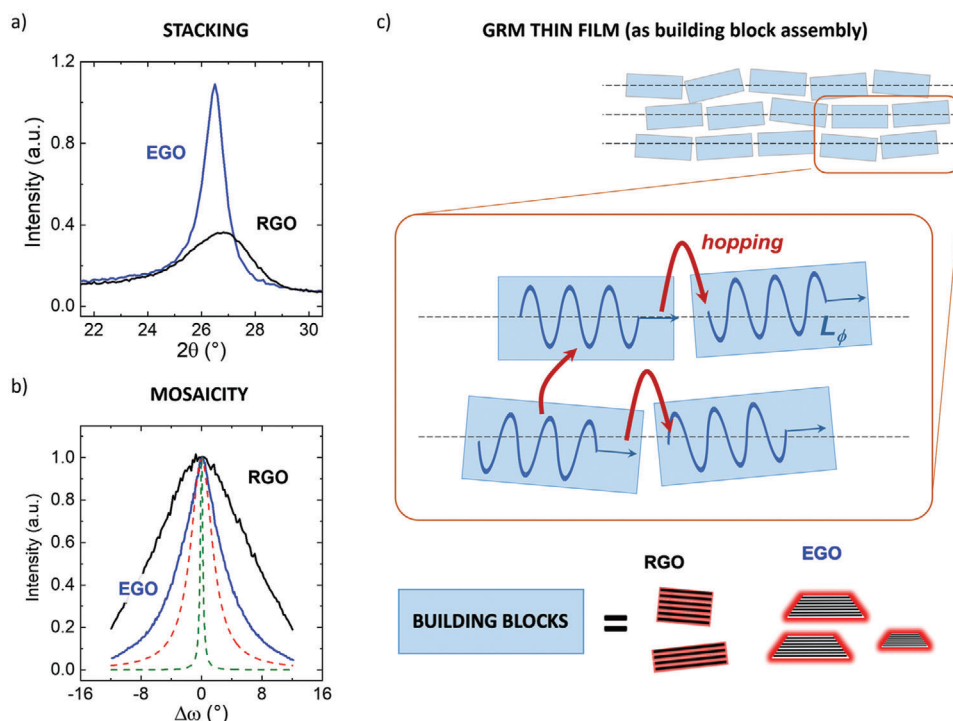 a)
STACKING
Intensity (a.u.)
1.2
0.8
0.4
0.0
EGO
RGO
22
24
26
28
30
2θ (°)
b)
MOSAICITY
Intensity (a.u.)
1.0
0.8
0.6
0.4
0.2
0.0
RGO
EGO
-16
-8
0
8
16
Δω (°)
c)
GRM THIN FILM (as building block assembly)
hopping
Lϕ
BUILDING BLOCKS
=
RGO
EGO